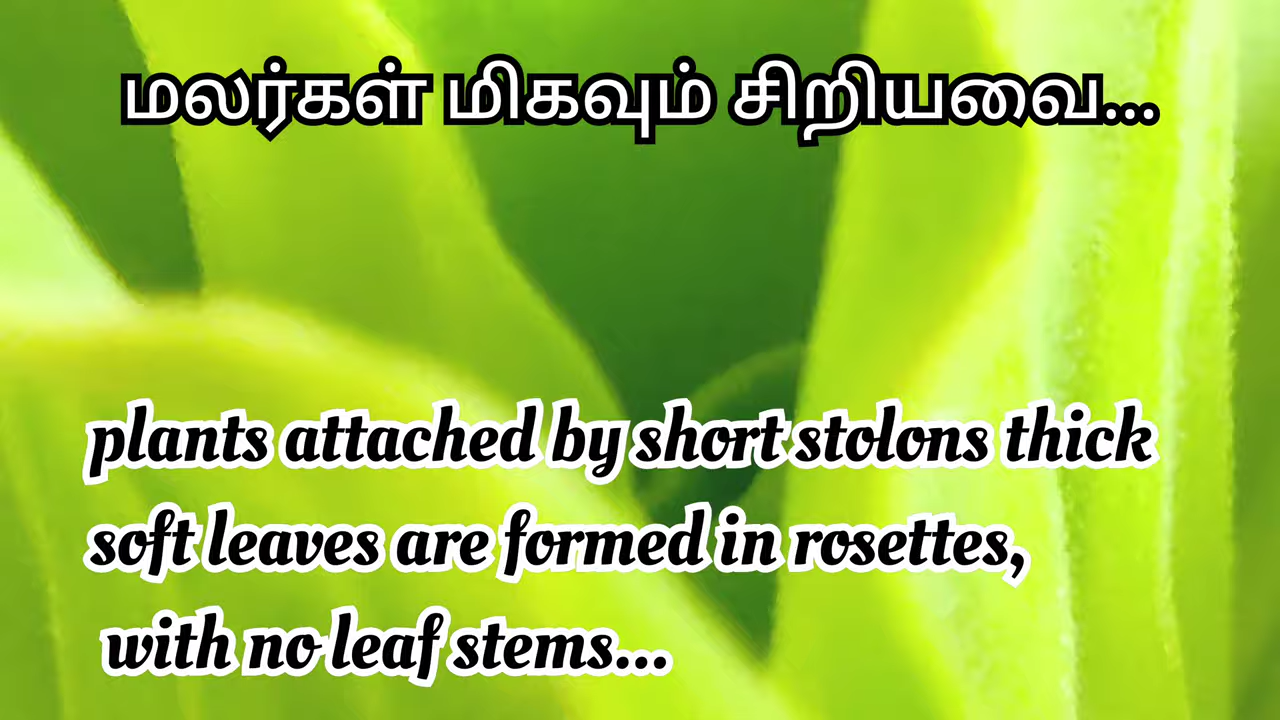 மலர்கள் மிகவும் சிறியவை...
plants attached by short stolons thick
soft leaves are formed in rosettes,
with no leaf stems...